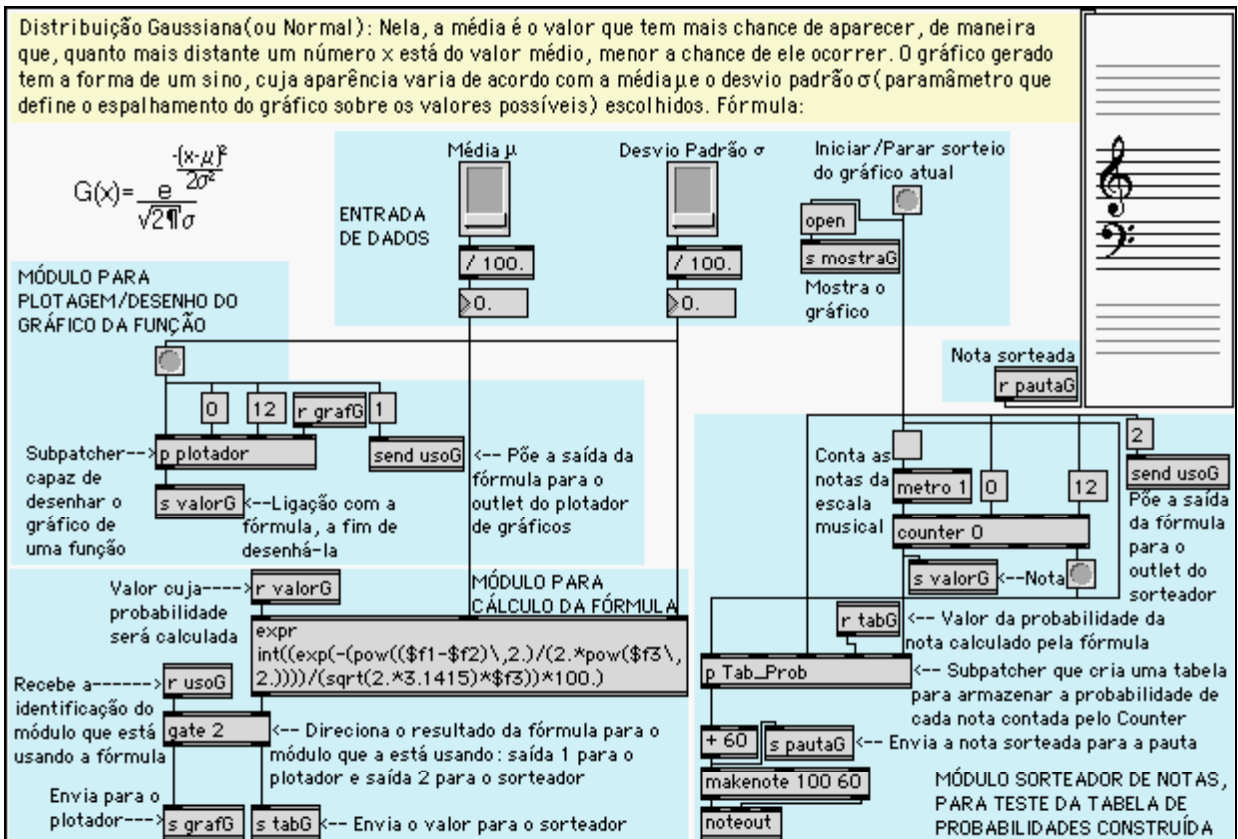 Distribuição Gaussiana(ou Normal): Nela, a média é o valor que tem mais chance de aparecer, de maneira
que, quanto mais distante um número x está do valor médio, menor a chance de ele ocorrer. O gráfico gerado
tem a forma de um sino, cuja aparência varia de acordo com a médiaμe o desvio padrão σ(paramâmetro que
define o espalhamento do gráfico sobre os valores possíveis) escolhidos. Fórmula:
-(x-μ)²
2σ²
G(x)= e
√2¶σ
ENTRADA
DE DADOS
Média μ
/ 100.
0.
Desvio Padrão σ
/ 100.
0.
Iniciar/Parar sorteio
do gráfico atual
open
s mostraG
Mostra o
gráfico
MÓDULO PARA
PLOTAGEM/DESENHO DO
GRÁFICO DA FUNÇÃO
0
12
r grafG
1
Subpatcher-->
capaz de
desenhar o
gráfico de
uma função
p plotador
send usoG
s valorG
<--Ligação com a
fórmula, a fim de
desenhá-la
<-- Põe a saída da
fórmula para o
outlet do plotador
de gráficos
Nota sorteada
r pautaG
Conta as
notas da
escala
musical
metro 1
0
12
2
send usoG
Põe a saída
da fórmula
para o
outlet do
sorteador
counter 0
s valorG
<--Nota
r tabG
<-- Valor da probabilidade da
nota calculado pela fórmula
p Tab_Prob
<-- Subpatcher que cria uma tabela
para armazenar a probabilidade de
cada nota contada pelo Counter
+ 60
s pautaG
<-- Envia a nota sorteada para a pauta
makenote 100 60
noteout
MÓDULO SORTEADOR DE NOTAS,
PARA TESTE DA TABELA DE
PROBABILIDADES CONSTRUÍDA
Valor cuja----->
probabilidade
será calculada
r valorG
MÓDULO PARA
CÁLCULO DA FÓRMULA
expr
int((exp(-(pow(($f1-$f2)\,2.)/(2.*pow($f3\,
2.))))/(sqrt(2.*3.1415)*$f3))*100.)
Recebe a------>
identificação do
módulo que está
usando a fórmula
r usoG
gate 2
<-- Direciona o resultado da fórmula para o
módulo que a está usando: saída 1 para o
plotador e saída 2 para o sorteador
Envia para o
plotador--->
s grafG
s tabG
<-- Envia o valor para o sorteador